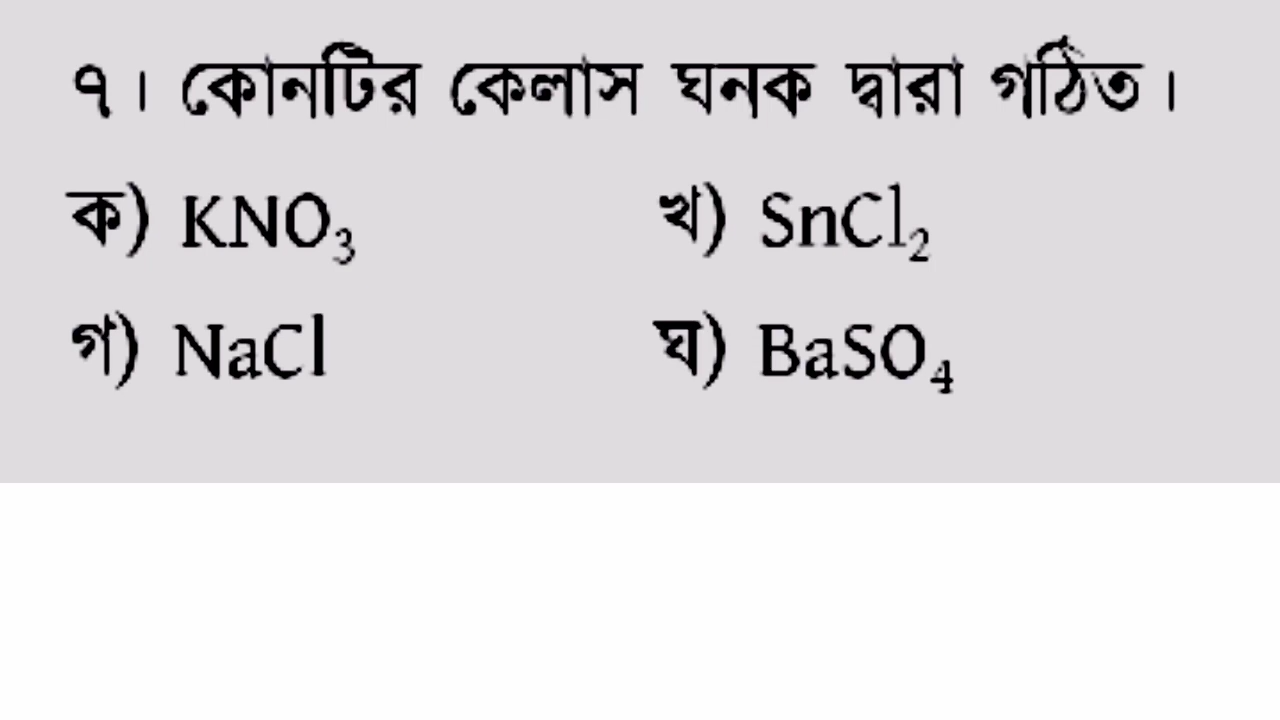 ৭। কোনটির কেলাস ঘনক দ্বারা গঠিত।
ক) KNO₃ খ) SnCl₂
গ) NaCl ঘ) BaSO₄